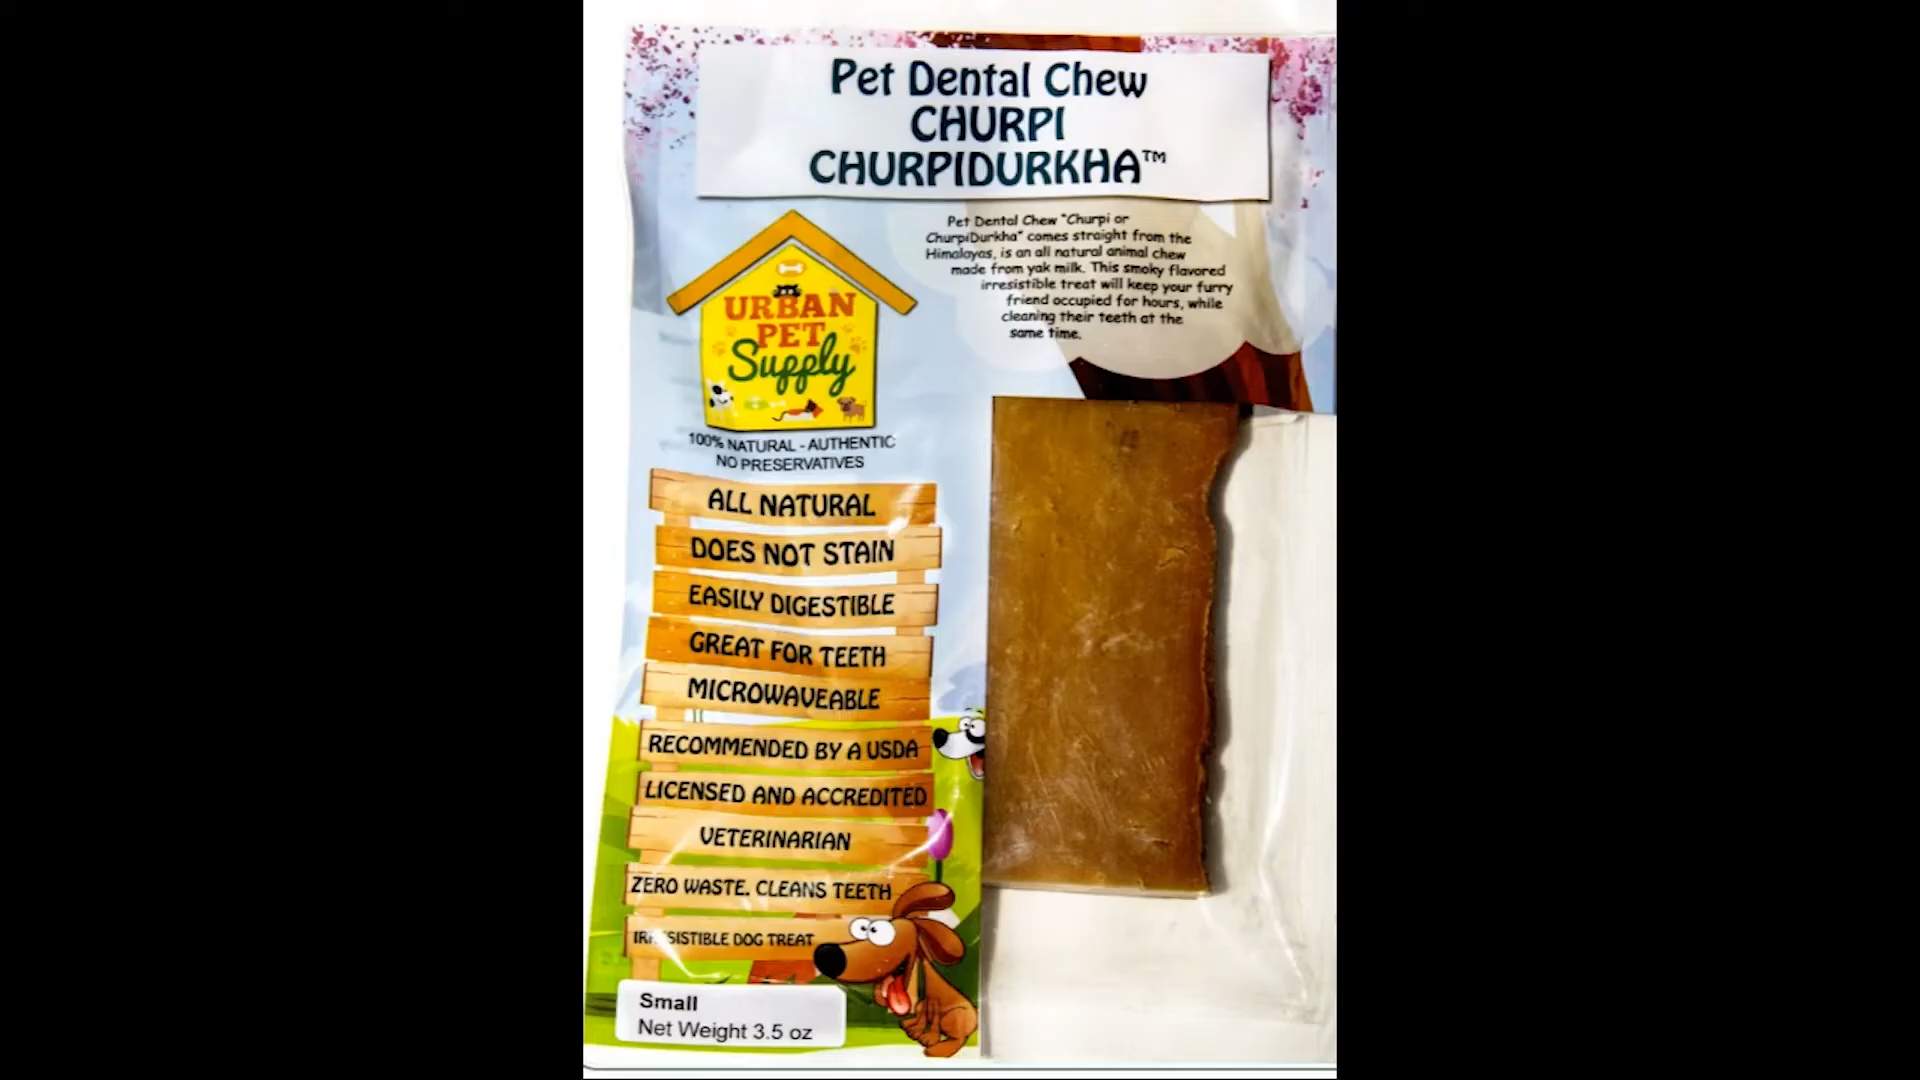 Pet Dental Chew
CHURPI
CHURPIDURKHA™
Pet Dental Chew "Churpi or
ChurpiDurkha" comes straight from the
Himalayas, is an all natural animal chew
made from yak milk. This smoky flavored
irresistible treat will keep your furry
friend occupied for hours, while
cleaning their teeth at the
same time.
URBAN
PET
Supply
100% NATURAL - AUTHENTIC
NO PRESERVATIVES
ALL NATURAL
DOES NOT STAIN
EASILY DIGESTIBLE
GREAT FOR TEETH
MICROWAVEABLE
RECOMMENDED BY A USDA
LICENSED AND ACCREDITED
VETERINARIAN
ZERO WASTE. CLEANS TEETH
IRRESISTIBLE DOG TREAT
Small
Net Weight 3.5 oz